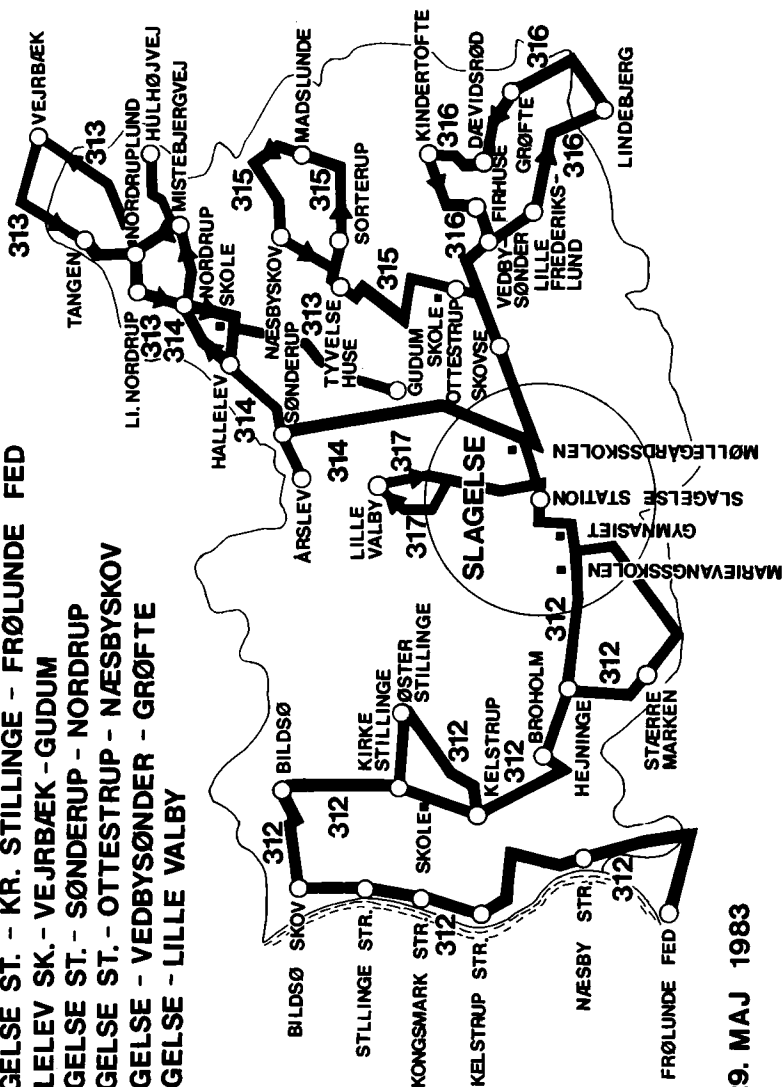 GELSE ST. - KR. STILLINGE - FRØLUNDE FED
LELEV SK. - VEJRBÆK - GUDUM
GELSE ST. - SØNDERUP - NORDRUP
GELSE ST. - OTTESTRUP - NÆSBYSKOV
GELSE - VEDBYSØNDER - GRØFTE
GELSE - LILLE VALBY
313
VEJRBÆK
313
TANGEN
NORDRUPLUND
HULHØJVEJ
MISTEBJERGVEJ
LI. NORDRUP
313
314
NORDRUP
SKOLE
HALLELEV
314
ÅRSLEV
SØNDERUP
314
NÆSBYSKOV
315
MADSLUNDE
315
SORTERUP
313
TYVELSE
HUSE
315
GUDUM
SKOLE
OTTESTRUP
SKOVSE
KINDERTOFTE
316
DÆVIDSRØD
316
GRØFTE
FIRHUSE
316
VEDBY-
SØNDER
LILLE
FREDERIKS-
LUND
316
LINDEBJERG
LILLE
VALBY
317
317
SLAGELSE
MØLLEGÅRDSSKOLEN
SLAGELSE STATION
GYMNASIET
MARIEVANGSSKOLEN
312
BILDSØ
312
312
KIRKE
STILLINGE
ØSTER
STILLINGE
SKOLE
312
KELSTRUP
312
BROHOLM
HEJNINGE
312
STÆRRE
MARKEN
BILDSØ SKOV
STLLINGE STR.
KONGSMARK STR.
312
KELSTRUP STR.
NÆSBY STR.
312
FRØLUNDE FED
9. MAJ 1983